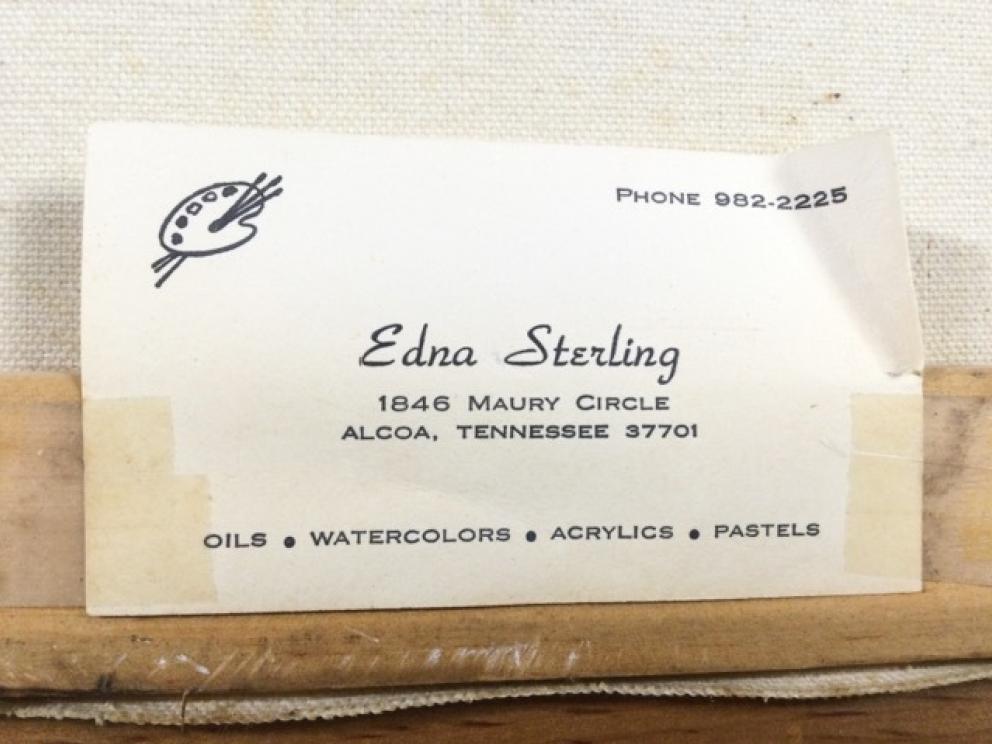 PHONE 982-2225
Edna Sterling
1846 MAURY CIRCLE
ALCOA, TENNESSEE 37701
OILS • WATERCOLORS • ACRYLICS • PASTELS